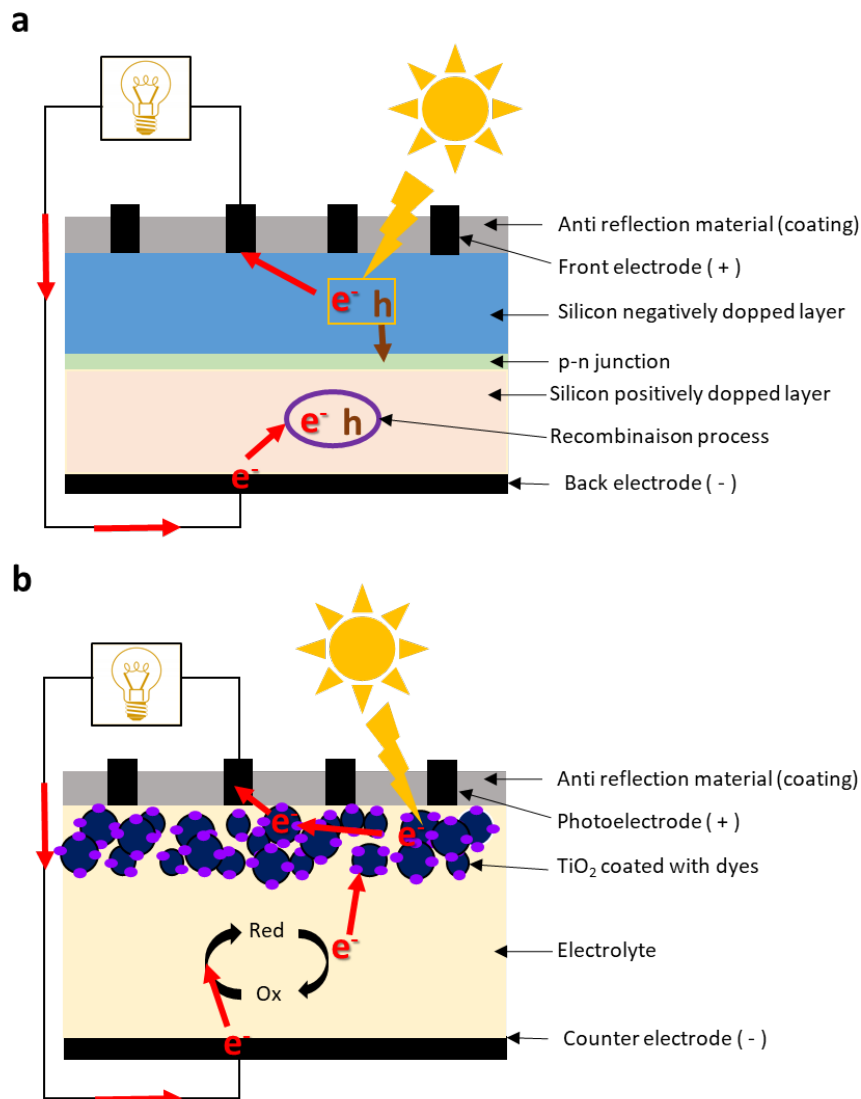 a
Anti reflection material (coating)
Front electrode ( + )
e- h
Silicon negatively dopped layer
p-n junction
Silicon positively dopped layer
e- h
Recombinaison process
e-
Back electrode ( - )
b
Anti reflection material (coating)
Photoelectrode ( + )
e- e-
TiO2 coated with dyes
Red
e-
Electrolyte
Ox
e-
Counter electrode ( - )